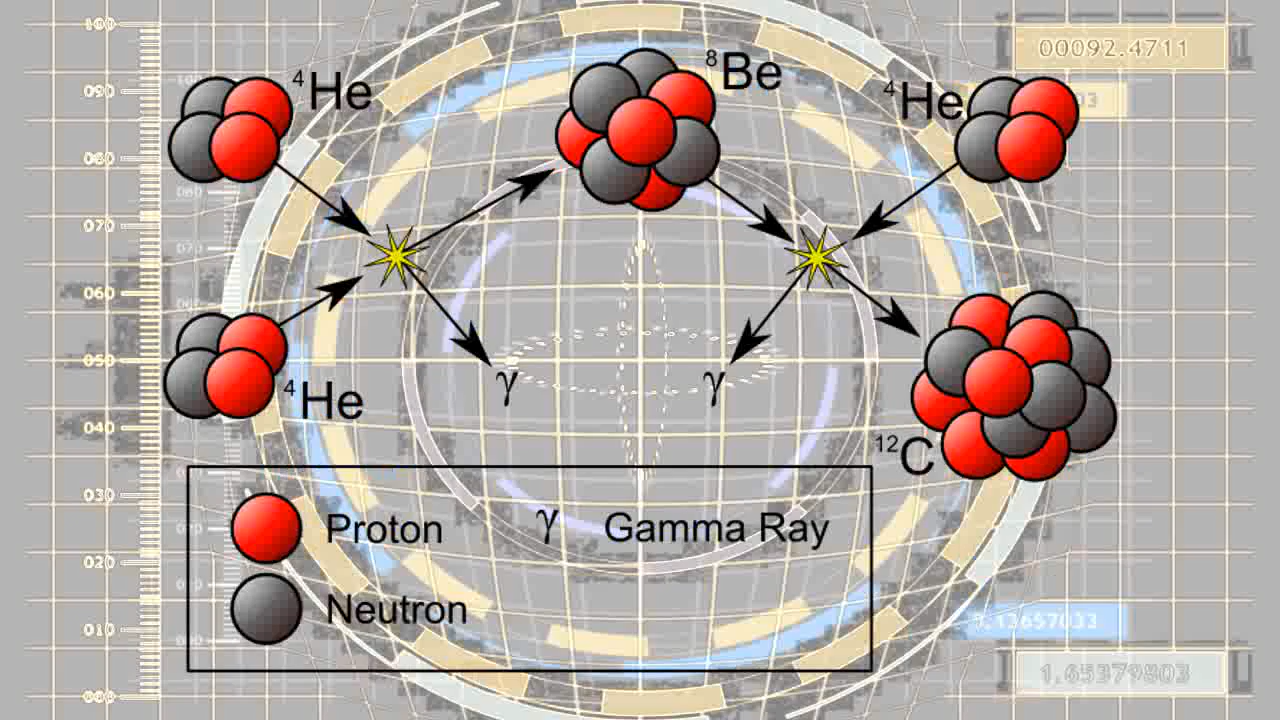 ⁴He
⁸Be
⁴He
⁴He
γ
γ
¹²C
Proton
γ Gamma Ray
Neutron
00092.4711
1.65379803
100
090
080
070
060
050
040
030
020
010
000